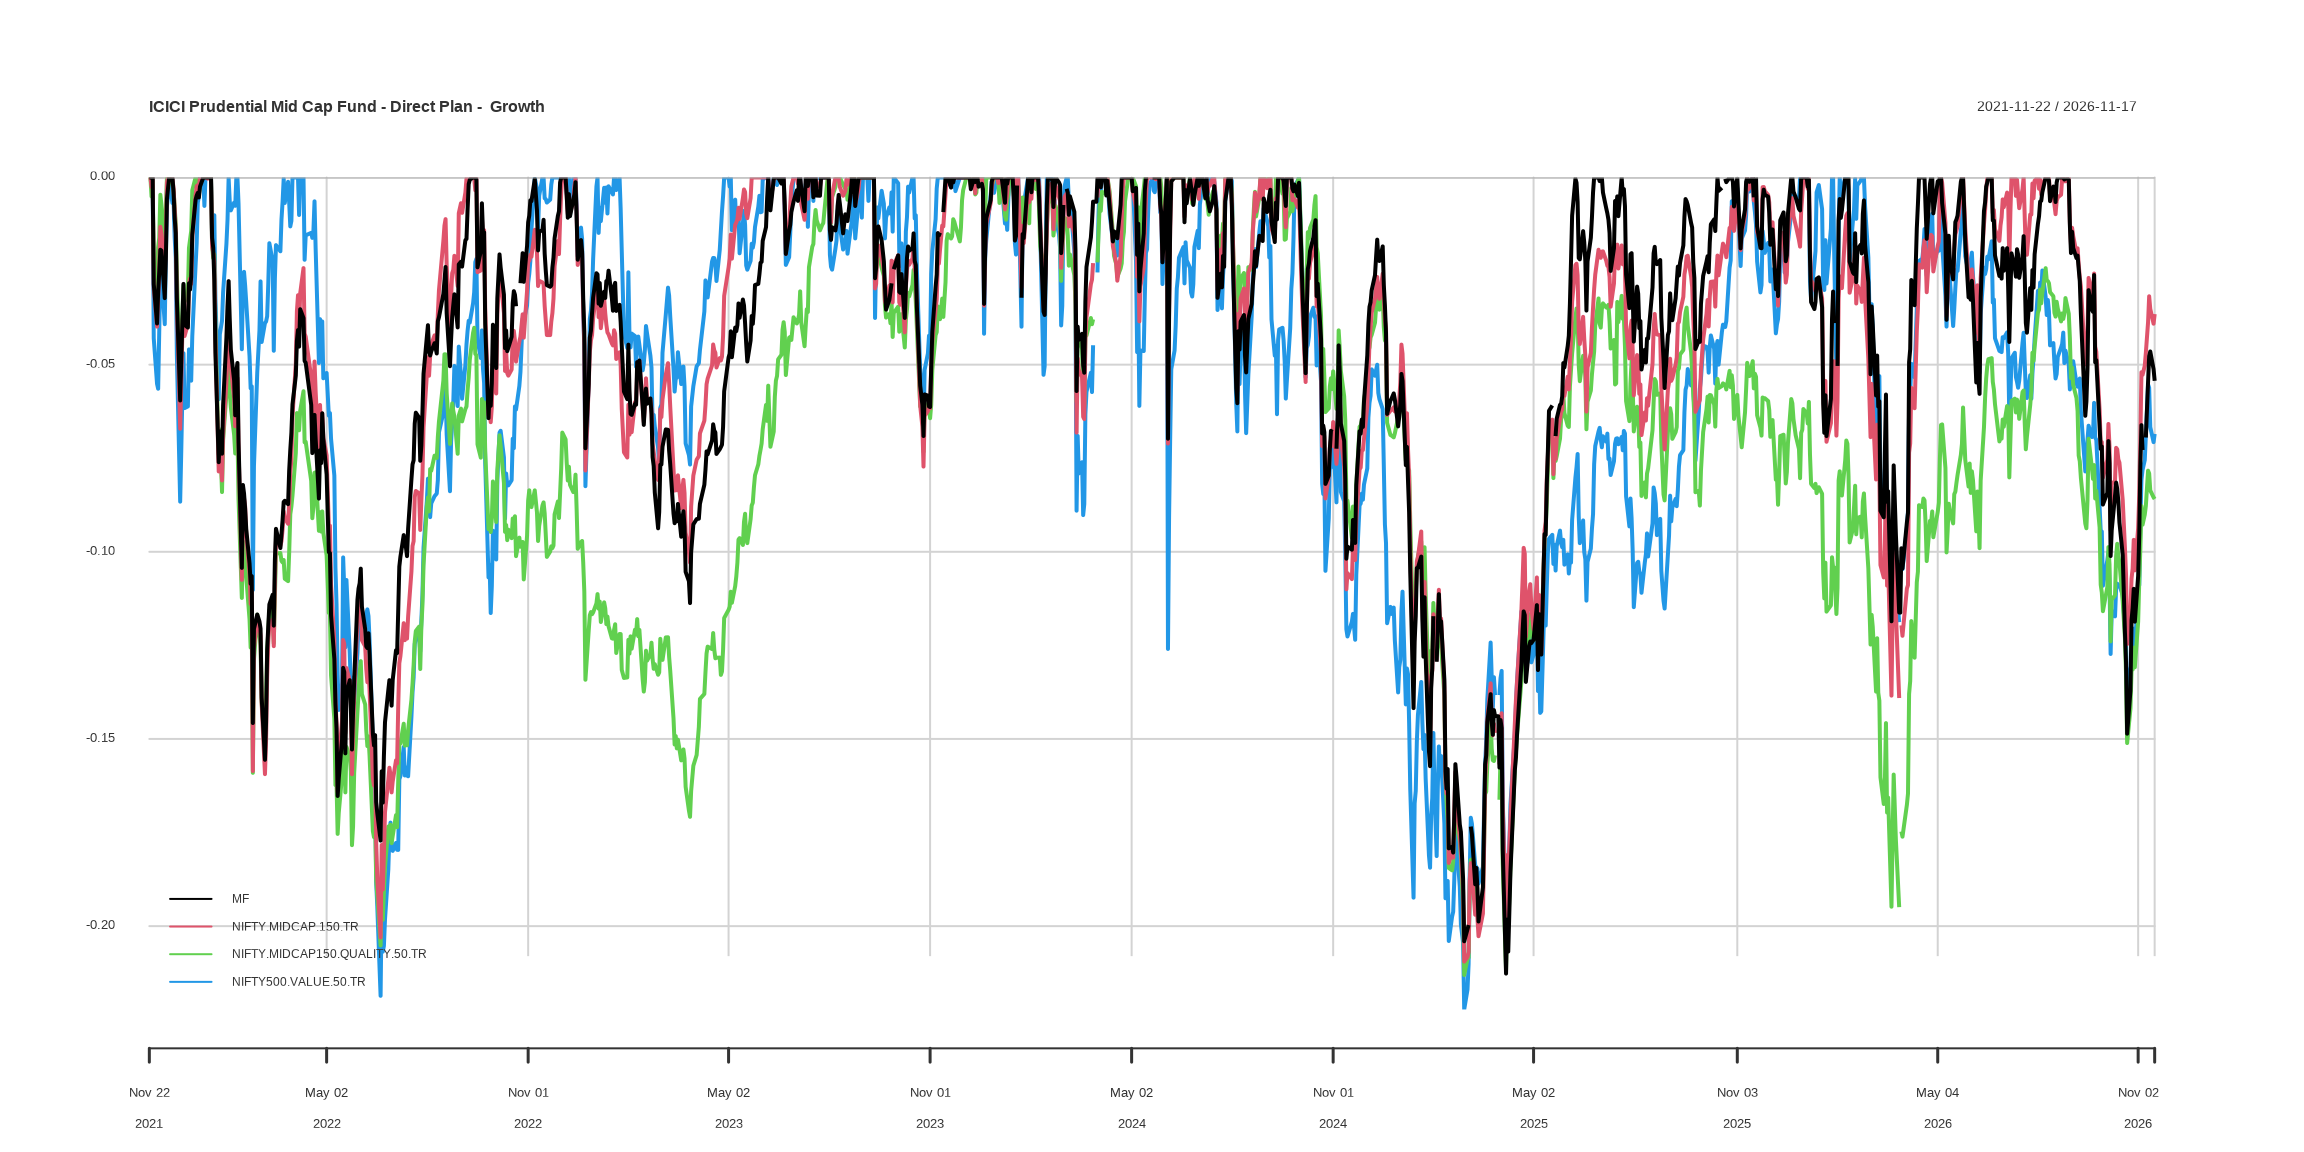 ICICI Prudential Mid Cap Fund - Direct Plan -  Growth
2021-11-22 / 2026-11-17
0.00
-0.05
-0.10
-0.15
-0.20
MF
NIFTY.MIDCAP.150.TR
NIFTY.MIDCAP150.QUALITY.50.TR
NIFTY500.VALUE.50.TR
Nov 22 May 02 Nov 01 May 02 Nov 01 May 02 Nov 01 May 02 Nov 03 May 04 Nov 02
2021 2022 2022 2023 2023 2024 2024 2025 2025 2026 2026